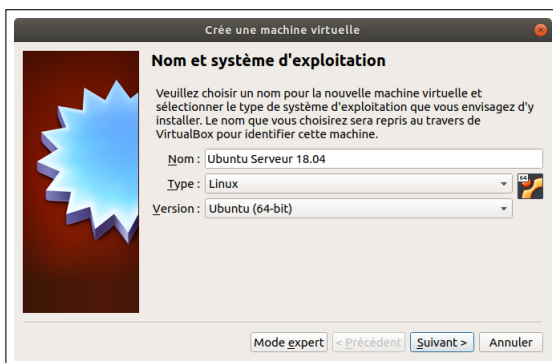 Crée une machine virtuelle
Nom et système d'exploitation
Veuillez choisir un nom pour la nouvelle machine virtuelle et
sélectionner le type de système d'exploitation que vous envisagez d'y
installer. Le nom que vous choisirez sera repris au travers de
VirtualBox pour identifier cette machine.
Nom : Ubuntu Serveur 18.04
Type : Linux
64
Version : Ubuntu (64-bit)
Mode expert < Précédent Suivant > Annuler